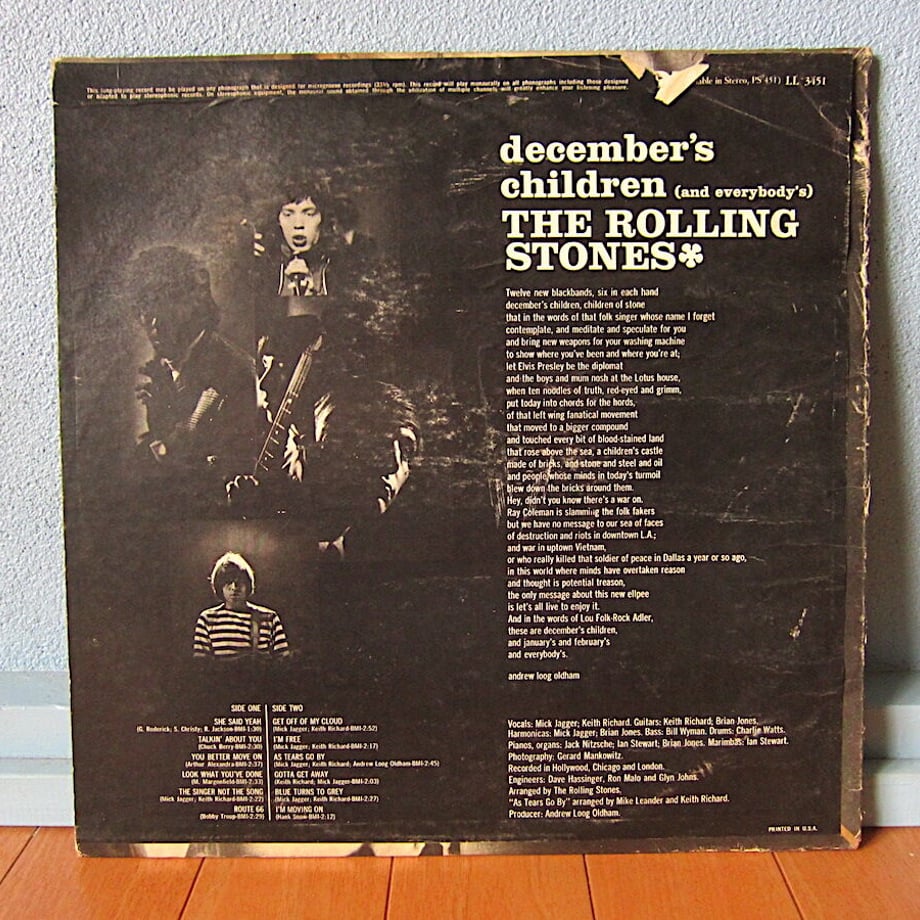 This long-playing record may be played on any phonograph that is designed for microgroove recordings (33⅓ rpm). This record will play monaurally on all phonographs including those designed
or adapted to play stereophonic records. On stereophonic equipment, the monaural sound obtained through the utilization of multiple channels will greatly enhance your listening pleasure.
able in Stereo, PS 451) LL 3451
december's
children (and everybody's)
THE ROLLING
STONES*
Twelve new blackbands, six in each hand
december's children, children of stone
that in the words of that folk singer whose name I forget
contemplate, and meditate and speculate for you
and bring new weapons for your washing machine
to show where you've been and where you're at;
let Elvis Presley be the diplomat
and the boys and mum nosh at the Lotus house,
when ten noodles of truth, red-eyed and grimm,
put today into chords for the hords,
of that left wing fanatical movement
that moved to a bigger compound
and touched every bit of blood-stained land
that rose above the sea, a children's castle
made of bricks, and stone and steel and oil
and people whose minds in today's turmoil
blew down the bricks around them.
Hey, didn't you know there's a war on.
Ray Coleman is slamming the folk fakers
but we have no message to our sea of faces
of destruction and riots in downtown L.A.;
and war in uptown Vietnam,
or who really killed that soldier of peace in Dallas a year or so ago,
in this world where minds have overtaken reason
and thought is potential treason,
the only message about this new ellpee
is let's all live to enjoy it.
And in the words of Lou Folk-Rock Adler,
these are december's children,
and january's and february's
and everybody's.
andrew loog oldham
SIDE ONE
SHE SAID YEAH
(G. Roderick; S. Christy; R. Jackson-BMI-1:30)
TALKIN' ABOUT YOU
(Chuck Berry-BMI-2:30)
YOU BETTER MOVE ON
(Arthur Alexandra-BMI-2:37)
LOOK WHAT YOU'VE DONE
(M. Morganfield-BMI-2:33)
THE SINGER NOT THE SONG
(Mick Jagger; Keith Richard-BMI-2:22)
ROUTE 66
(Bobby Troup-BMI-2:29)
SIDE TWO
GET OFF OF MY CLOUD
(Mick Jagger; Keith Richard-BMI-2:52)
I'M FREE
(Mick Jagger; Keith Richard-BMI-2:17)
AS TEARS GO BY
(Mick Jagger; Keith Richard; Andrew Loog Oldham-BMI-2:45)
GOTTA GET AWAY
(Keith Richard; Mick Jagger-BMI-2:03)
BLUE TURNS TO GREY
(Mick Jagger; Keith Richard-BMI-2:27)
I'M MOVING ON
(Hank Snow-BMI-2:12)
Vocals: Mick Jagger; Keith Richard. Guitars: Keith Richard; Brian Jones.
Harmonicas: Mick Jagger; Brian Jones. Bass: Bill Wyman. Drums: Charlie Watts.
Pianos, organs: Jack Nitzsche; Ian Stewart; Brian Jones. Marimbas: Ian Stewart.
Photography: Gerard Mankowitz.
Recorded in Hollywood, Chicago and London.
Engineers: Dave Hassinger, Ron Malo and Glyn Johns.
Arranged by The Rolling Stones.
"As Tears Go By" arranged by Mike Leander and Keith Richard.
Producer: Andrew Loog Oldham.
PRINTED IN U.S.A.